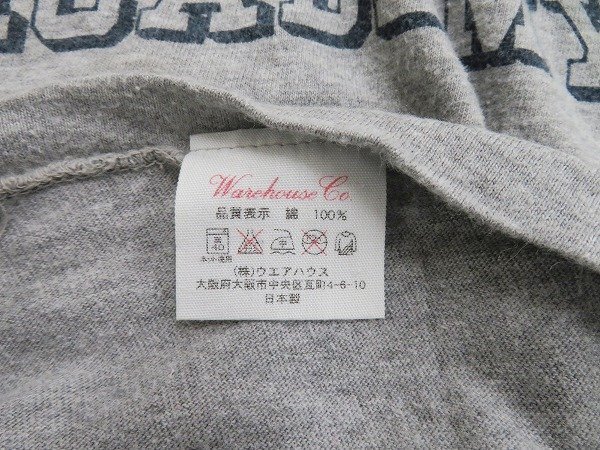 Warehouse Co.
品質表示 綿 100%
40
(株)ウエアハウス
大阪府大阪市中央区瓦町4-6-10
日本製